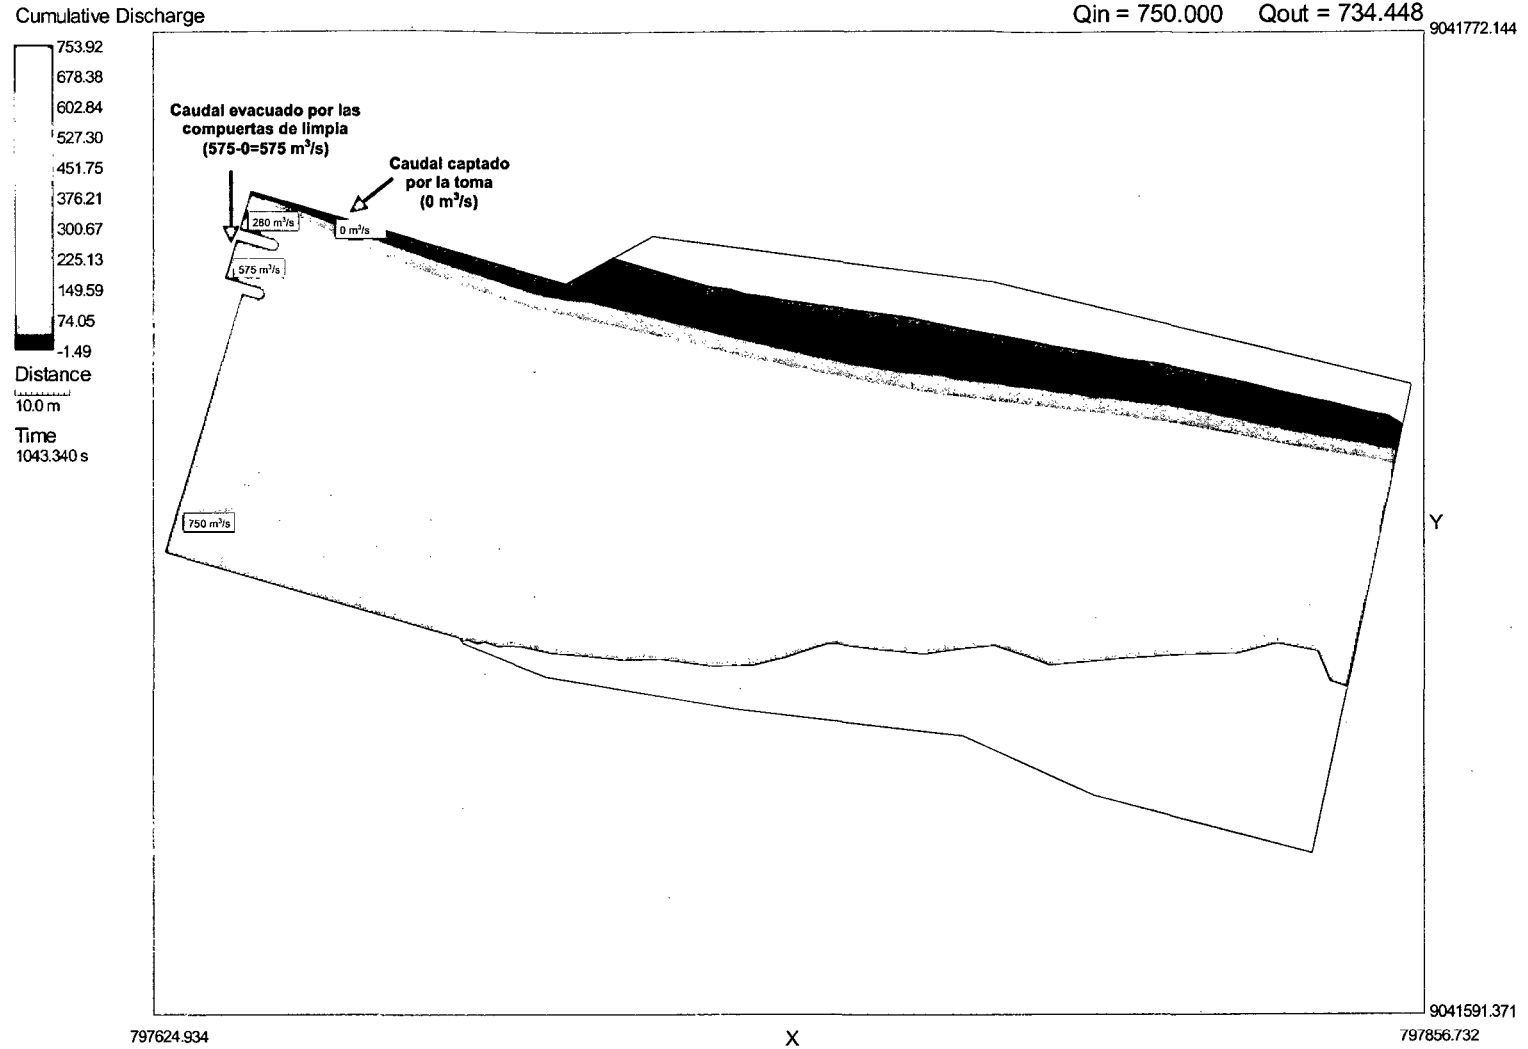 Cumulative Discharge
Qin = 750.000 Qout = 734.448
753.92
678.38
602.84
527.30
451.75
376.21
300.67
225.13
149.59
74.05
-1.49
Distance
10.0 m
Time
1043.340 s
Caudal evacuado por las
compuertas de limpia
(575-0=575 m³/s)
Caudal captado
por la toma
(0 m³/s)
280 m³/s
0 m³/s
575 m³/s
750 m³/s
9041772.144
Y
9041591.371
797624.934
X
797856.732